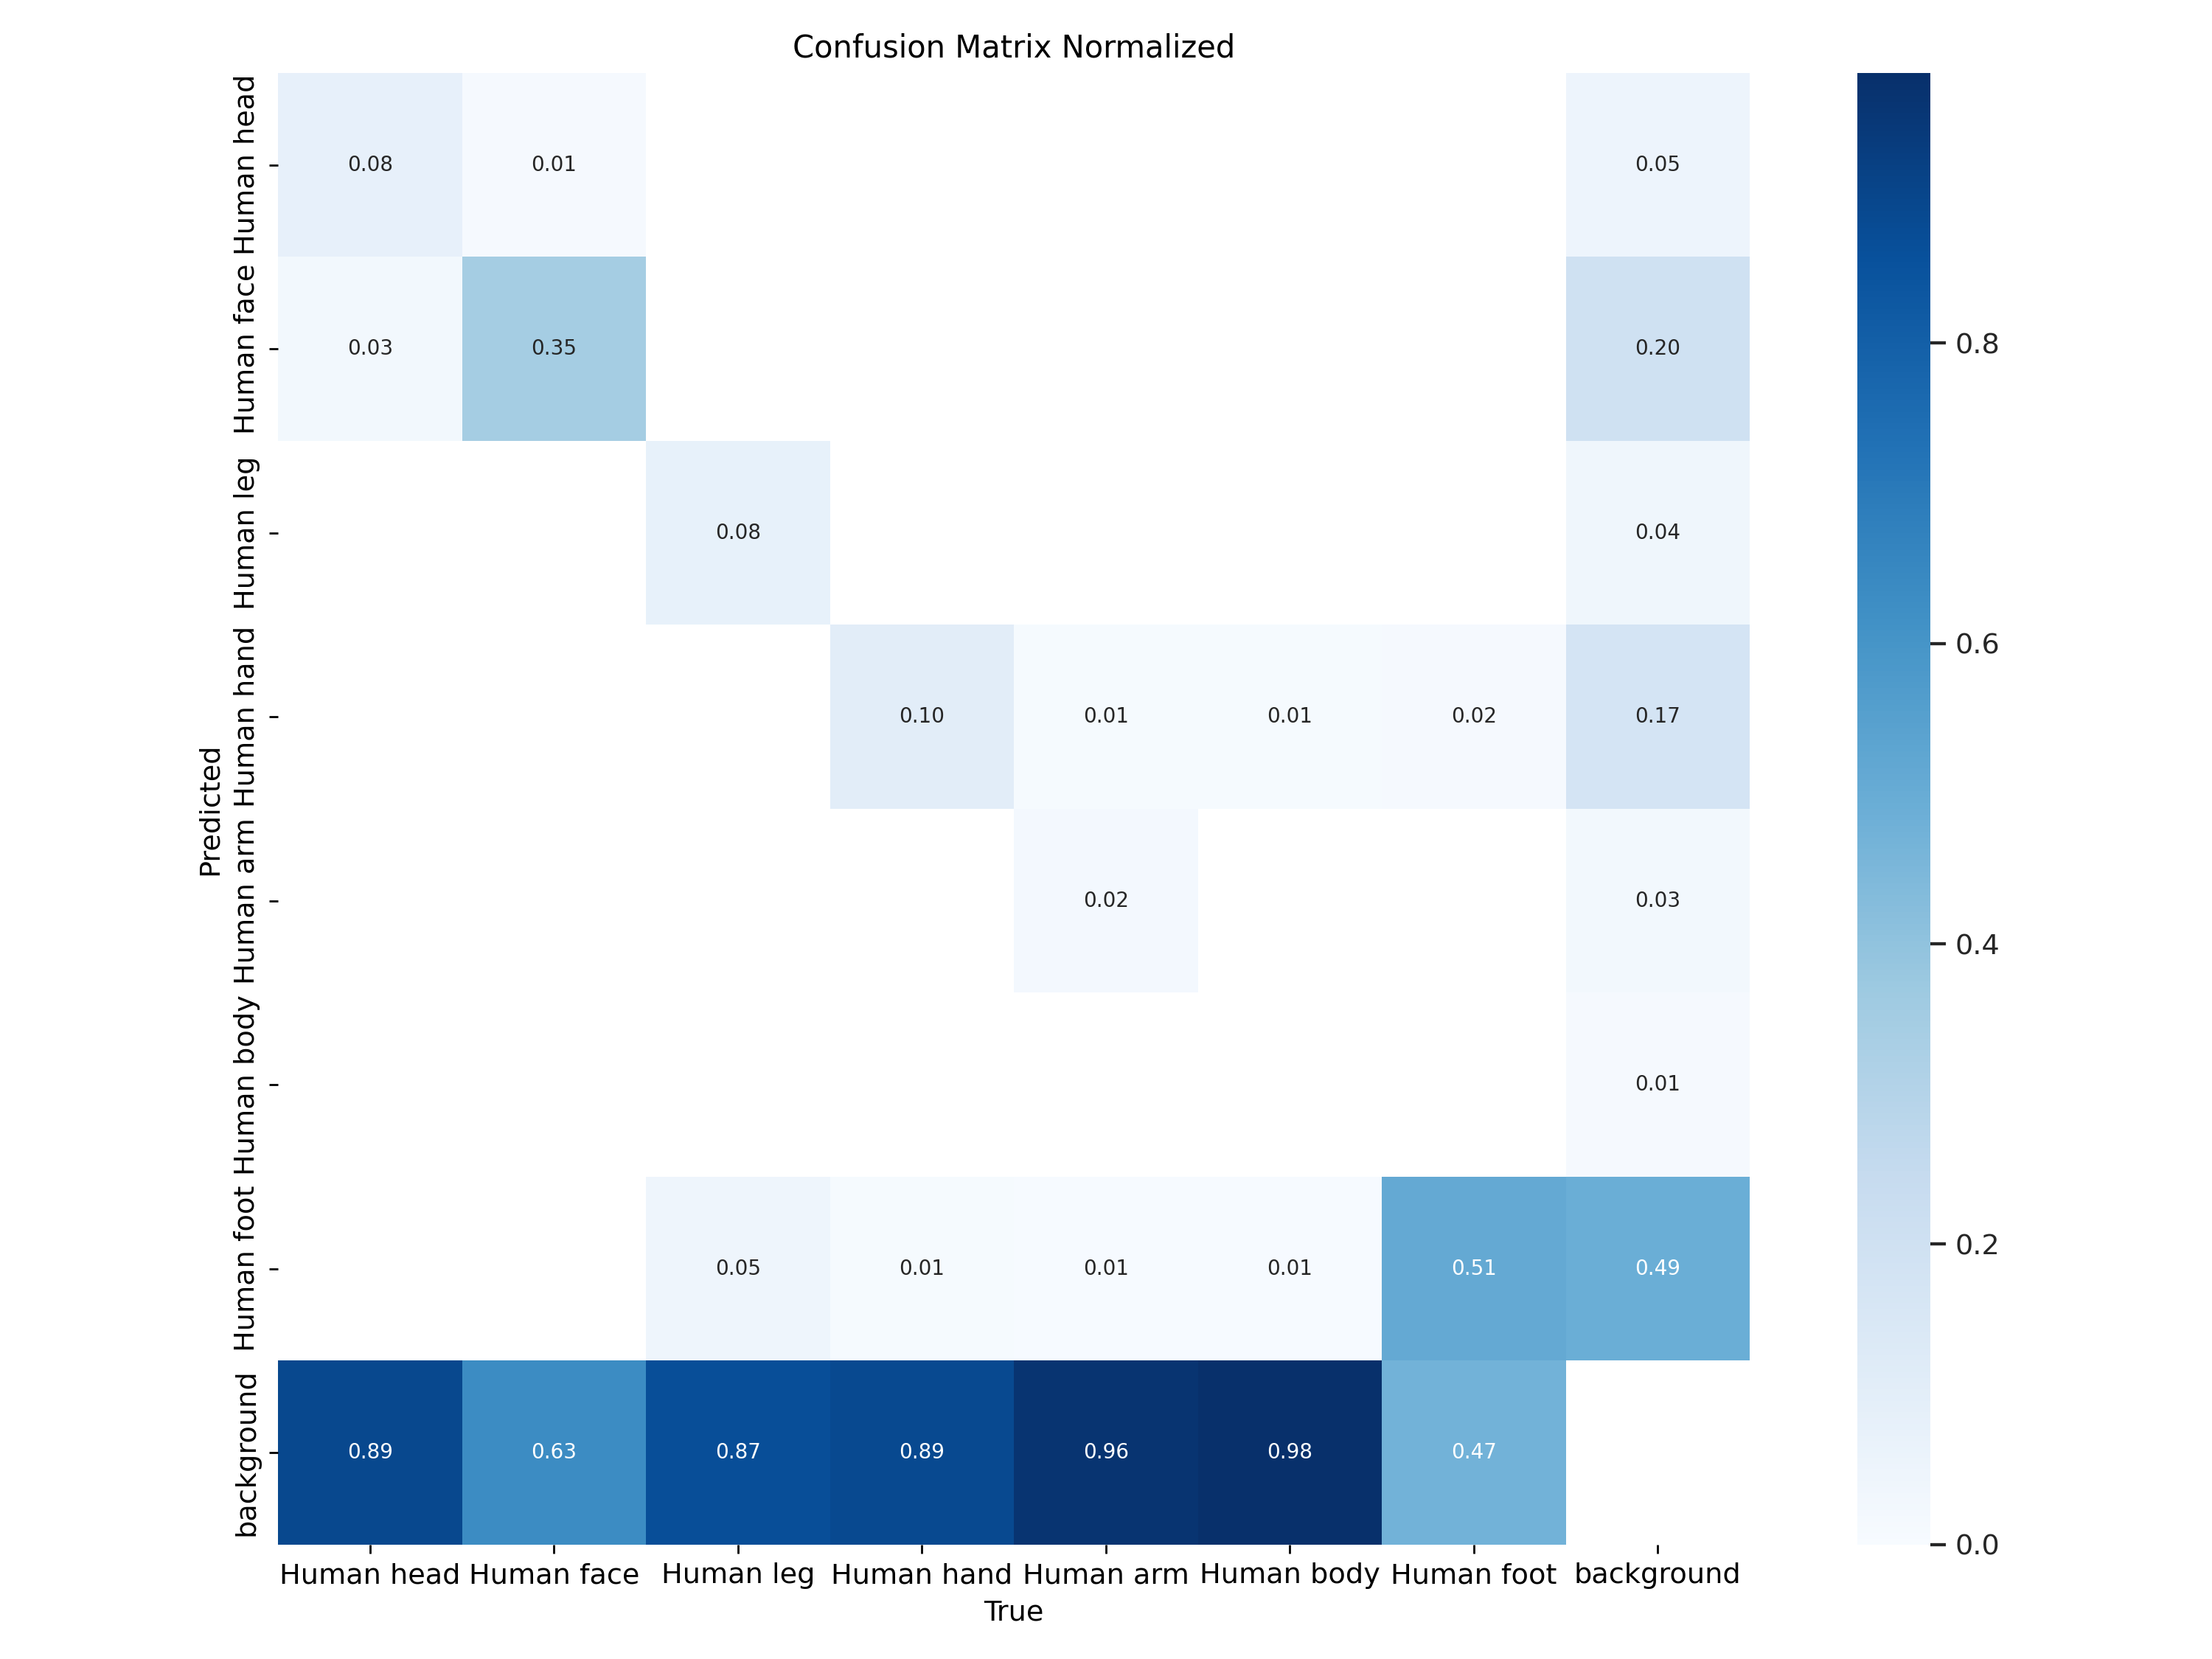 Confusion Matrix Normalized
Human head 0.08 0.01 0.05
Human face 0.03 0.35 0.20 0.8
Human leg 0.08 0.04
0.6
Human hand 0.10 0.01 0.01 0.02 0.17
Predicted
Human arm 0.02 0.03
0.4
Human body 0.01
0.2
Human foot 0.05 0.01 0.01 0.01 0.51 0.49
background 0.89 0.63 0.87 0.89 0.96 0.98 0.47
0.0
Human head Human face Human leg Human hand Human arm Human body Human foot background
True